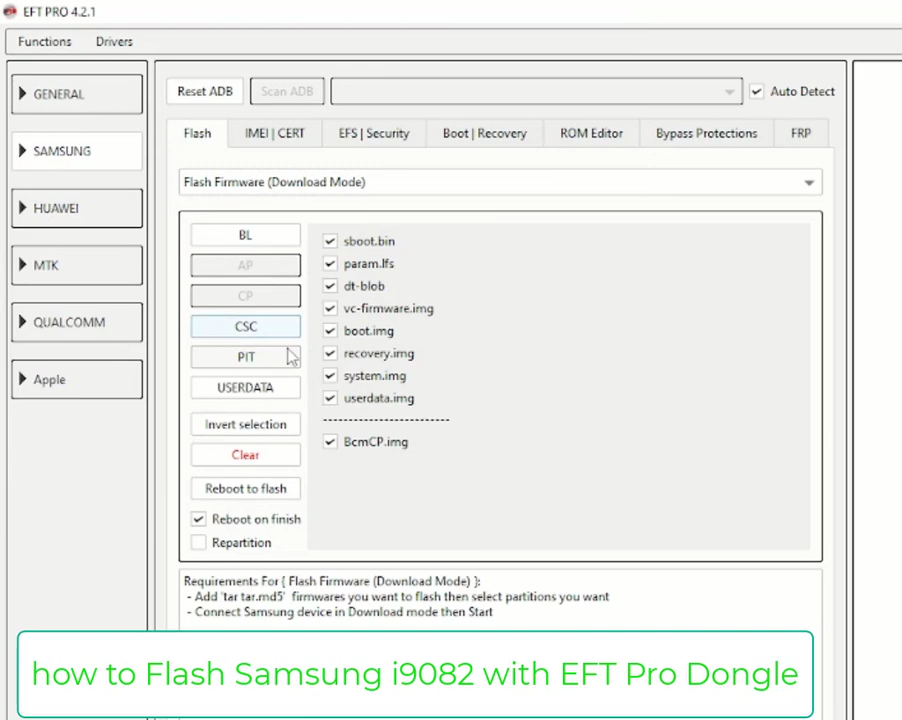 EFT PRO 4.2.1
Functions Drivers
GENERAL
SAMSUNG
HUAWEI
MTK
QUALCOMM
Apple
Reset ADB Scan ADB Auto Detect
Flash IMEI | CERT EFS | Security Boot | Recovery ROM Editor Bypass Protections FRP
Flash Firmware (Download Mode)
BL
AP
CP
CSC
PIT
USERDATA
Invert selection
Clear
Reboot to flash
Reboot on finish
Repartition
sboot.bin
param.lfs
dt-blob
vc-firmware.img
boot.img
recovery.img
system.img
userdata.img
--------------------------
BcmCP.img
Requirements For { Flash Firmware (Download Mode) }:
- Add 'tar tar.md5' firmwares you want to flash then select partitions you want
- Connect Samsung device in Download mode then Start
how to Flash Samsung i9082 with EFT Pro Dongle